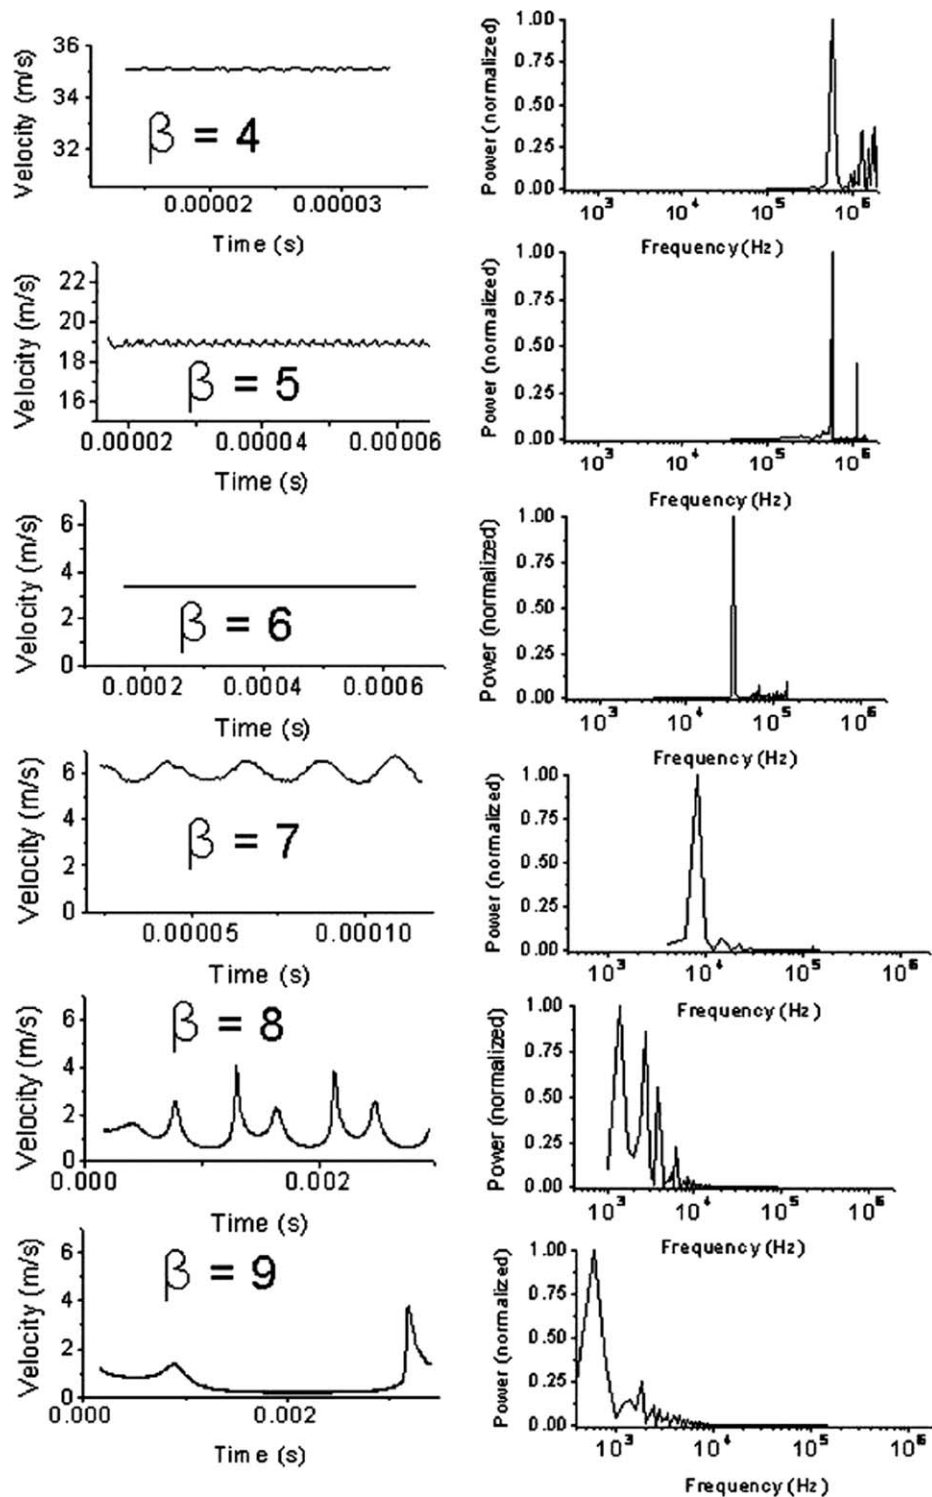 36
34
32
Velocity (m/s)
β = 4
0.00002 0.00003
Time (s)
1.00
0.75
0.50
0.25
0.00
Power (normalized)
10³ 10⁴ 10⁵ 10⁶
Frequency (Hz)
22
20
18
16
Velocity (m/s)
β = 5
0.00002 0.00004 0.00006
Time (s)
1.00
0.75
0.50
0.25
0.00
Power (normalized)
10³ 10⁴ 10⁵ 10⁶
Frequency (Hz)
6
4
2
0
Velocity (m/s)
β = 6
0.0002 0.0004 0.0006
Time (s)
1.00
0.75
0.50
0.25
0.00
Power (normalized)
10³ 10⁴ 10⁵ 10⁶
Frequency (Hz)
6
4
2
0
Velocity (m/s)
β = 7
0.00005 0.00010
Time (s)
1.00
0.75
0.50
0.25
0.00
Power (normalized)
10³ 10⁴ 10⁵ 10⁶
Frequency (Hz)
6
4
2
0
Velocity (m/s)
β = 8
0.000 0.002
Time (s)
1.00
0.75
0.50
0.25
0.00
Power (normalized)
10³ 10⁴ 10⁵ 10⁶
Frequency (Hz)
6
4
2
0
Velocity (m/s)
β = 9
0.000 0.002
Time (s)
1.00
0.75
0.50
0.25
0.00
Power (normalized)
10³ 10⁴ 10⁵ 10⁶
Frequency (Hz)